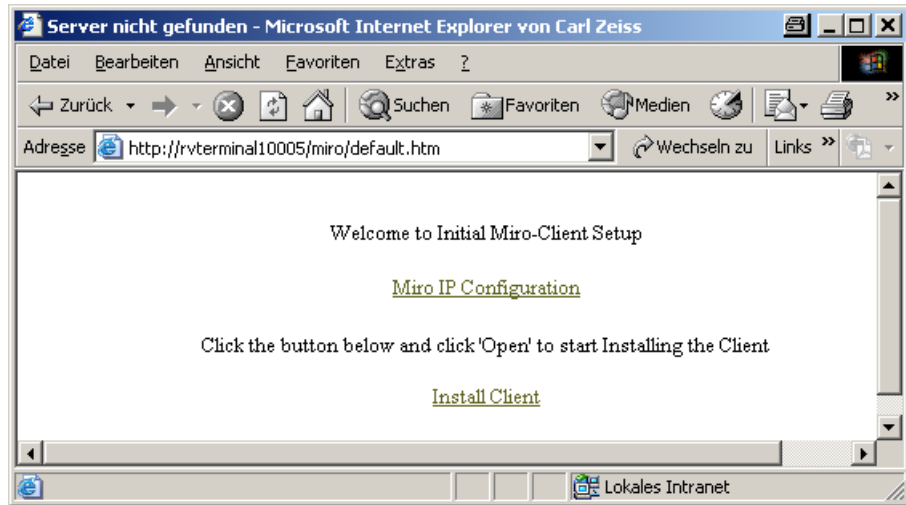 Server nicht gefunden - Microsoft Internet Explorer von Carl Zeiss
Datei Bearbeiten Ansicht Favoriten Extras ?
Zurück Suchen Favoriten Medien »
Adresse http://rvterminal10005/miro/default.htm Wechseln zu Links »
Welcome to Initial Miro-Client Setup
Miro IP Configuration
Click the button below and click 'Open' to start Installing the Client
Install Client
Lokales Intranet